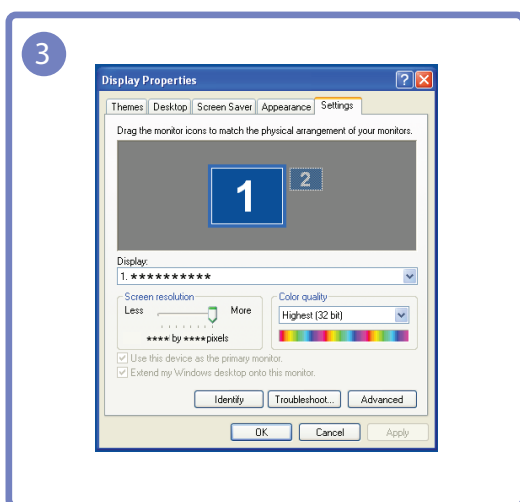 3
Display Properties
Themes Desktop Screen Saver Appearance Settings
Drag the monitor icons to match the physical arrangement of your monitors.
1 2
Display:
1. **********
Screen resolution
Less More
**** by **** pixels
Color quality
Highest (32 bit)
Use this device as the primary monitor.
Extend my Windows desktop onto this monitor.
Identify Troubleshoot... Advanced
OK Cancel Apply